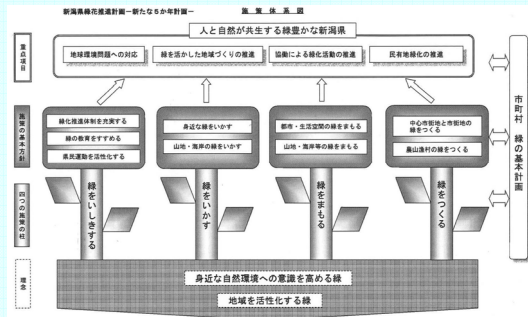 新潟県緑花推進計画－新たな５か年計画－　施策体系図
人と自然が共生する緑豊かな新潟県
重点項目
地球環境問題への対応
緑を活かした地域づくりの推進
協働による緑化活動の推進
民有地緑化の推進
施策の基本方針
緑化推進体制を充実する
緑の教育をすすめる
県民運動を活性化する
身近な緑をいかす
山地・海岸の緑をいかす
都市・生活空間の緑をまもる
山地・海岸等の緑をまもる
中心市街地と市街地の
緑をつくる
農山漁村の緑をつくる
四つの施策の柱
緑をいしきする
緑をいかす
緑をまもる
緑をつくる
市町村　緑の基本計画
理念
身近な自然環境への意識を高める緑
地域を活性化する緑